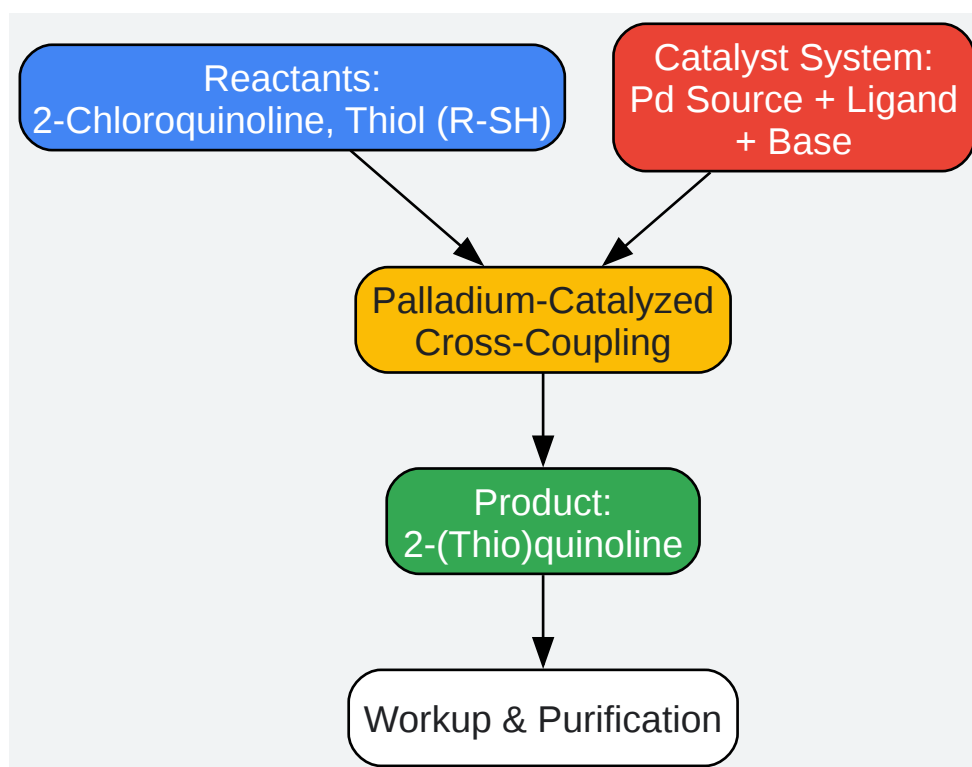 Reactants:
2-Chloroquinoline, Thiol (R-SH)
Catalyst System:
Pd Source + Ligand
+ Base
Palladium-Catalyzed
Cross-Coupling
Product:
2-(Thio)quinoline
Workup & Purification